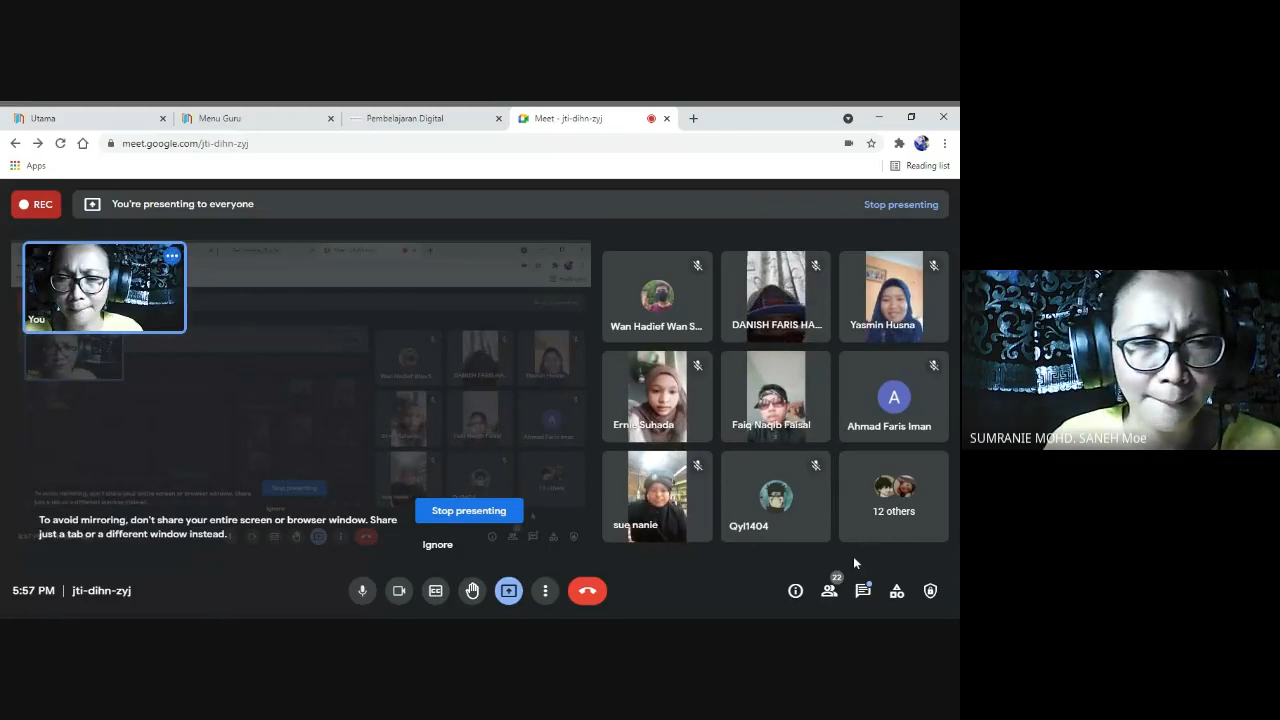 Utama
Menu Guru
Pembelajaran Digital
Meet - jti-dihn-zyj
meet.google.com/jti-dihn-zyj
Apps
Reading list
REC
You're presenting to everyone
Stop presenting
You
Wan Hadief Wan S...
DANISH FARIS HA...
Yasmin Husna
Ernie Suhada
Faiq Naqib Faisal
A
Ahmad Faris Iman
sue nanie
Qyl1404
12 others
To avoid mirroring, don't share your entire screen or browser window. Share
just a tab or a different window instead.
Stop presenting
Ignore
5:57 PM | jti-dihn-zyj
22
SUMRANIE MOHD. SANEH Moe